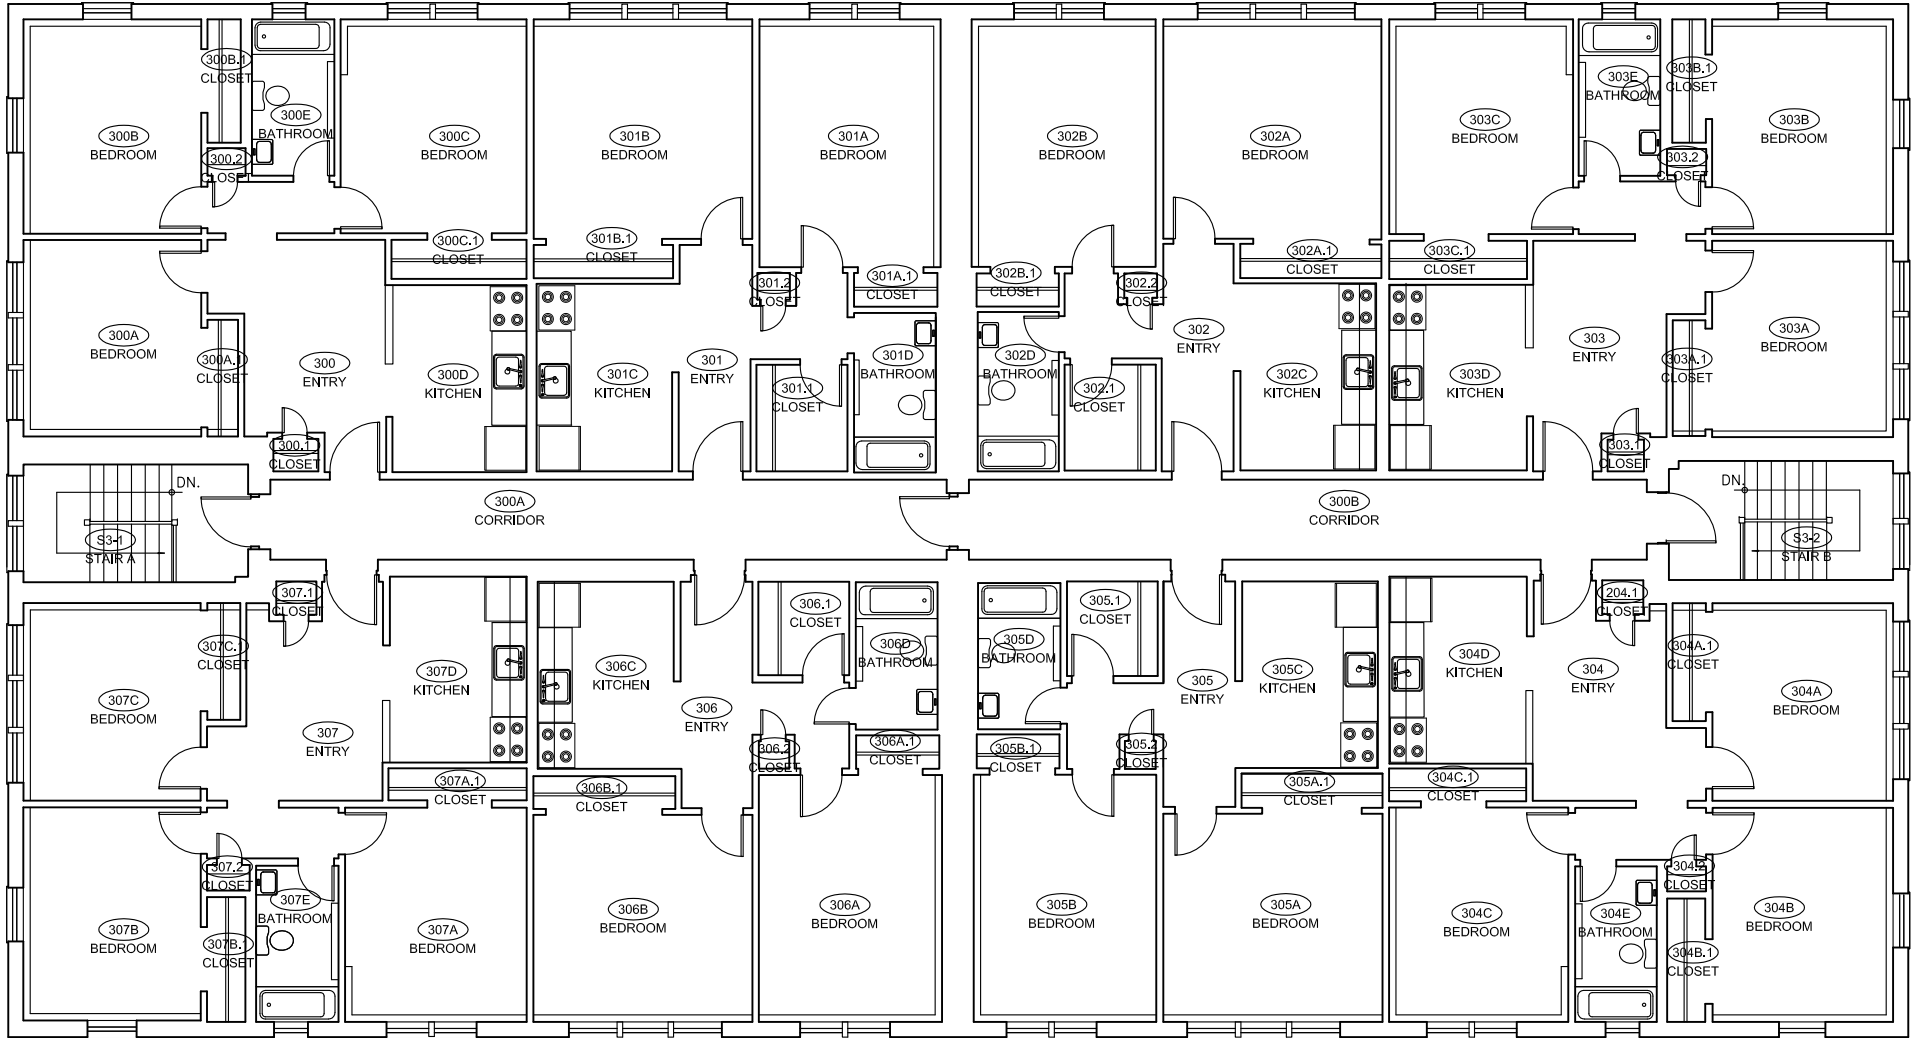 300B
BEDROOM
300B.1
CLOSET
300E
BATHROOM
300.2
CLOSET
300C
BEDROOM
300C.1
CLOSET
301B
BEDROOM
301B.1
CLOSET
301A
BEDROOM
301A.1
CLOSET
301.2
CLOSET
302B
BEDROOM
302B.1
CLOSET
302.2
CLOSET
302A
BEDROOM
302A.1
CLOSET
303C
BEDROOM
303C.1
CLOSET
303E
BATHROOM
303B.1
CLOSET
303.2
CLOSET
303B
BEDROOM
300A
BEDROOM
300A.1
CLOSET
300
ENTRY
300.1
CLOSET
300D
KITCHEN
301C
KITCHEN
301
ENTRY
301.1
CLOSET
301D
BATHROOM
302D
BATHROOM
302.1
CLOSET
302
ENTRY
302C
KITCHEN
303D
KITCHEN
303
ENTRY
303.1
CLOSET
303A.1
CLOSET
303A
BEDROOM
DN.
S3-1
STAIR A
300A
CORRIDOR
300B
CORRIDOR
DN.
S3-2
STAIR B
307C
BEDROOM
307C.1
CLOSET
307.1
CLOSET
307
ENTRY
307D
KITCHEN
306C
KITCHEN
306
ENTRY
306.1
CLOSET
306D
BATHROOM
305D
BATHROOM
305.1
CLOSET
305
ENTRY
305C
KITCHEN
304D
KITCHEN
304
ENTRY
204.1
CLOSET
304A.1
CLOSET
304A
BEDROOM
307B
BEDROOM
307.2
CLOSET
307B.1
CLOSET
307E
BATHROOM
307A.1
CLOSET
307A
BEDROOM
306B.1
CLOSET
306B
BEDROOM
306.2
CLOSET
306A.1
CLOSET
306A
BEDROOM
305B.1
CLOSET
305B
BEDROOM
305.2
CLOSET
305A.1
CLOSET
305A
BEDROOM
304C.1
CLOSET
304C
BEDROOM
304E
BATHROOM
304.2
CLOSET
304B.1
CLOSET
304B
BEDROOM